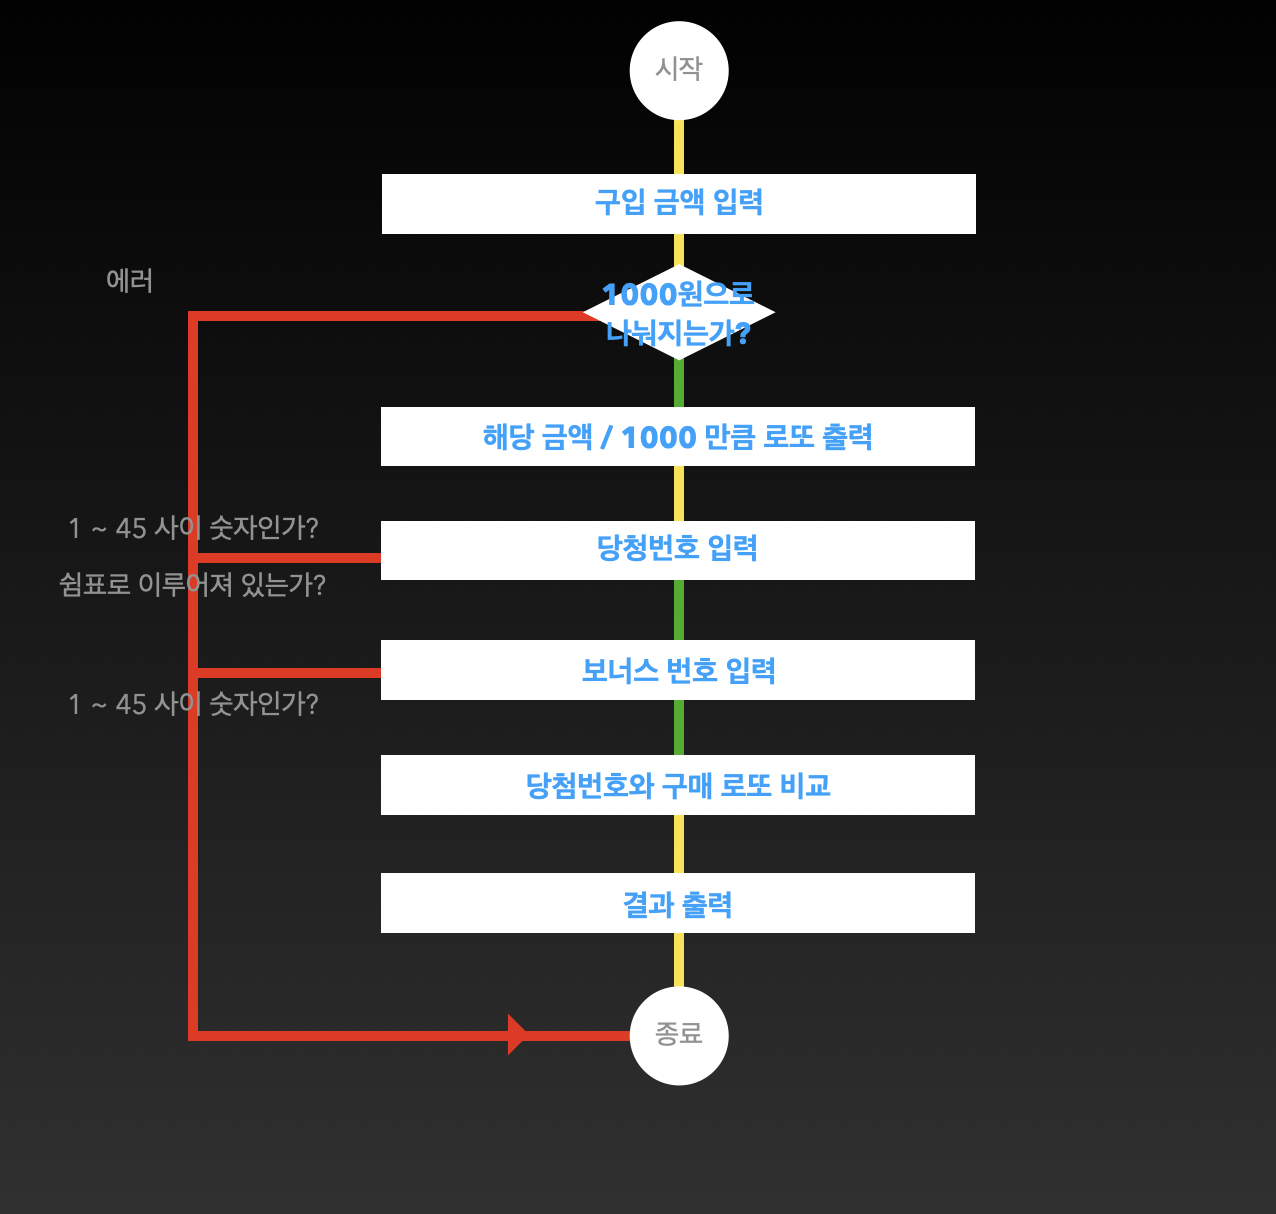 시작
구입 금액 입력
에러
1000원으로
나눠지는가?
해당 금액 / 1000 만큼 로또 출력
1 ~ 45 사이 숫자인가?
당청번호 입력
쉼표로 이루어져 있는가?
보너스 번호 입력
1 ~ 45 사이 숫자인가?
당첨번호와 구매 로또 비교
결과 출력
종료